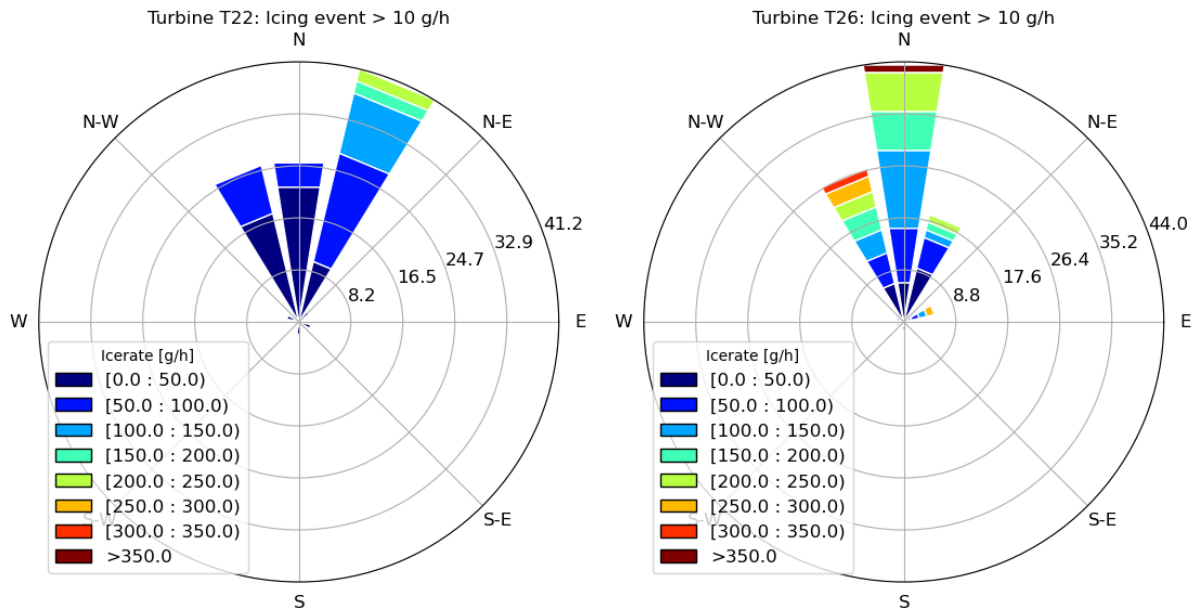 Turbine T22: Icing event > 10 g/h
N
N-W
N-E
41.2
32.9
24.7
16.5
8.2
W
E
Icerate [g/h]
[0.0 : 50.0)
[50.0 : 100.0)
[100.0 : 150.0)
[150.0 : 200.0)
[200.0 : 250.0)
[250.0 : 300.0)
[300.0 : 350.0)
>350.0
S-W
S-E
S
Turbine T26: Icing event > 10 g/h
N
N-W
N-E
44.0
35.2
26.4
17.6
8.8
W
E
Icerate [g/h]
[0.0 : 50.0)
[50.0 : 100.0)
[100.0 : 150.0)
[150.0 : 200.0)
[200.0 : 250.0)
[250.0 : 300.0)
[300.0 : 350.0)
>350.0
S-W
S-E
S